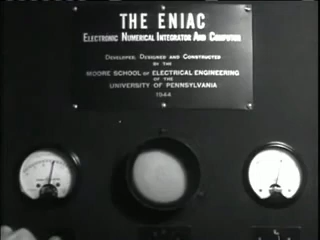 THE ENIAC
ELECTRONIC NUMERICAL INTEGRATOR AND COMPUTER
DEVELOPED, DESIGNED AND CONSTRUCTED
BY THE
MOORE SCHOOL OF ELECTRICAL ENGINEERING
OF THE
UNIVERSITY OF PENNSYLVANIA
1944